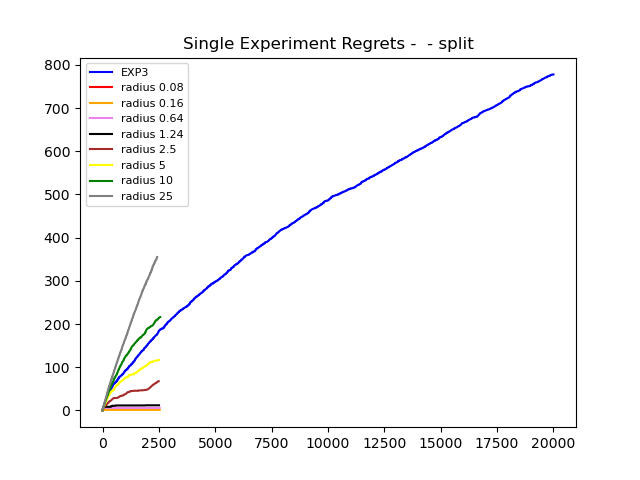 Single Experiment Regrets -  - split
800
700
600
500
400
300
200
100
0
EXP3
radius 0.08
radius 0.16
radius 0.64
radius 1.24
radius 2.5
radius 5
radius 10
radius 25
0 2500 5000 7500 10000 12500 15000 17500 20000